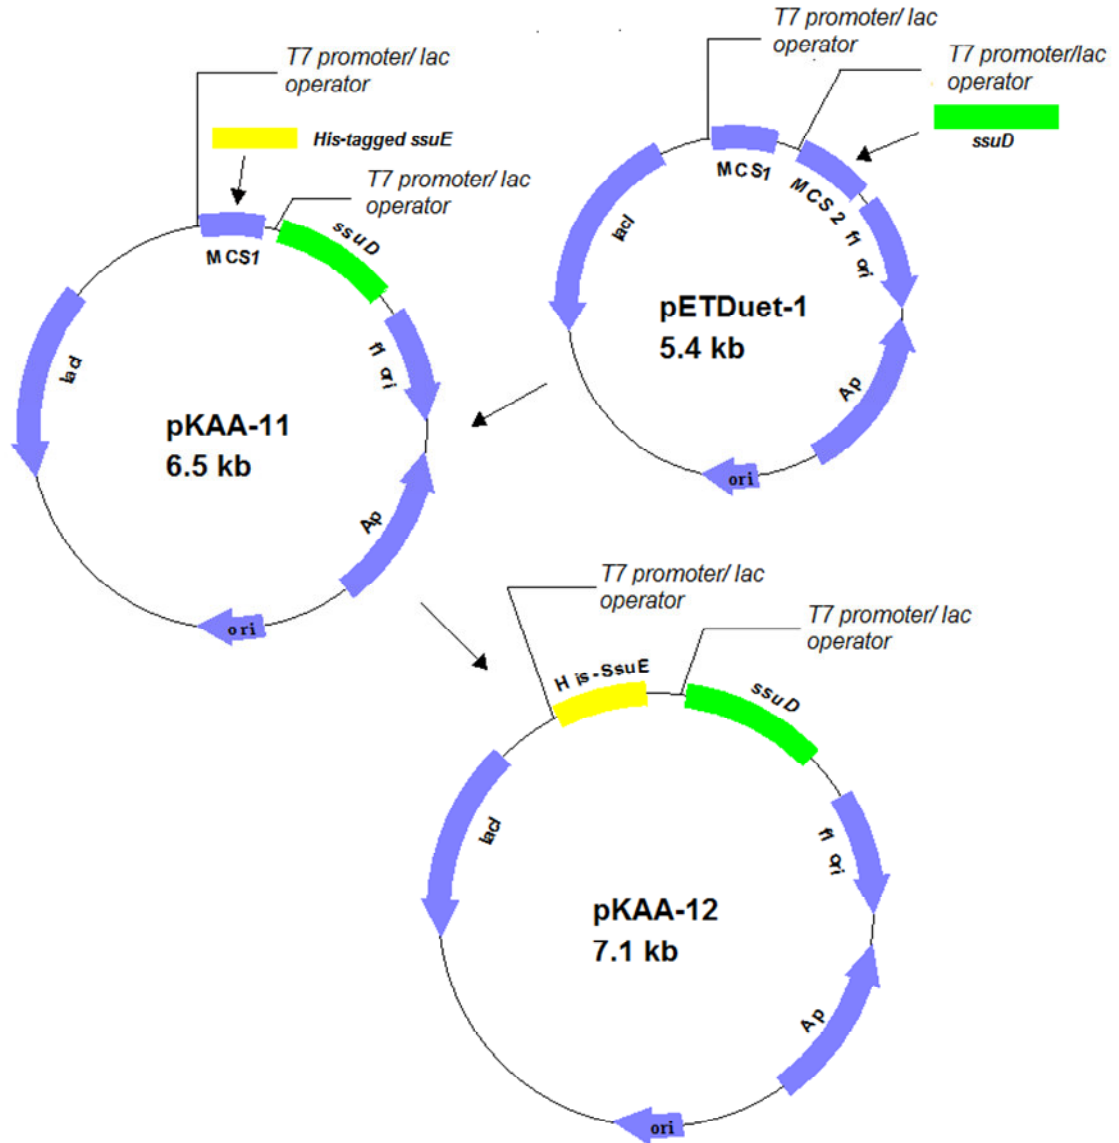 T7 promoter/ lac
operator
His-tagged ssuE
T7 promoter/ lac
operator
MCS1
ssuD
f1 ori
Ap
ori
lacI
pKAA-11
6.5 kb
T7 promoter/ lac
operator
T7 promoter/lac
operator
ssuD
MCS1
MCS 2
f1 ori
Ap
ori
lacI
pETDuet-1
5.4 kb
T7 promoter/ lac
operator
T7 promoter/ lac
operator
His-SsuE
ssuD
f1 ori
Ap
ori
lacI
pKAA-12
7.1 kb